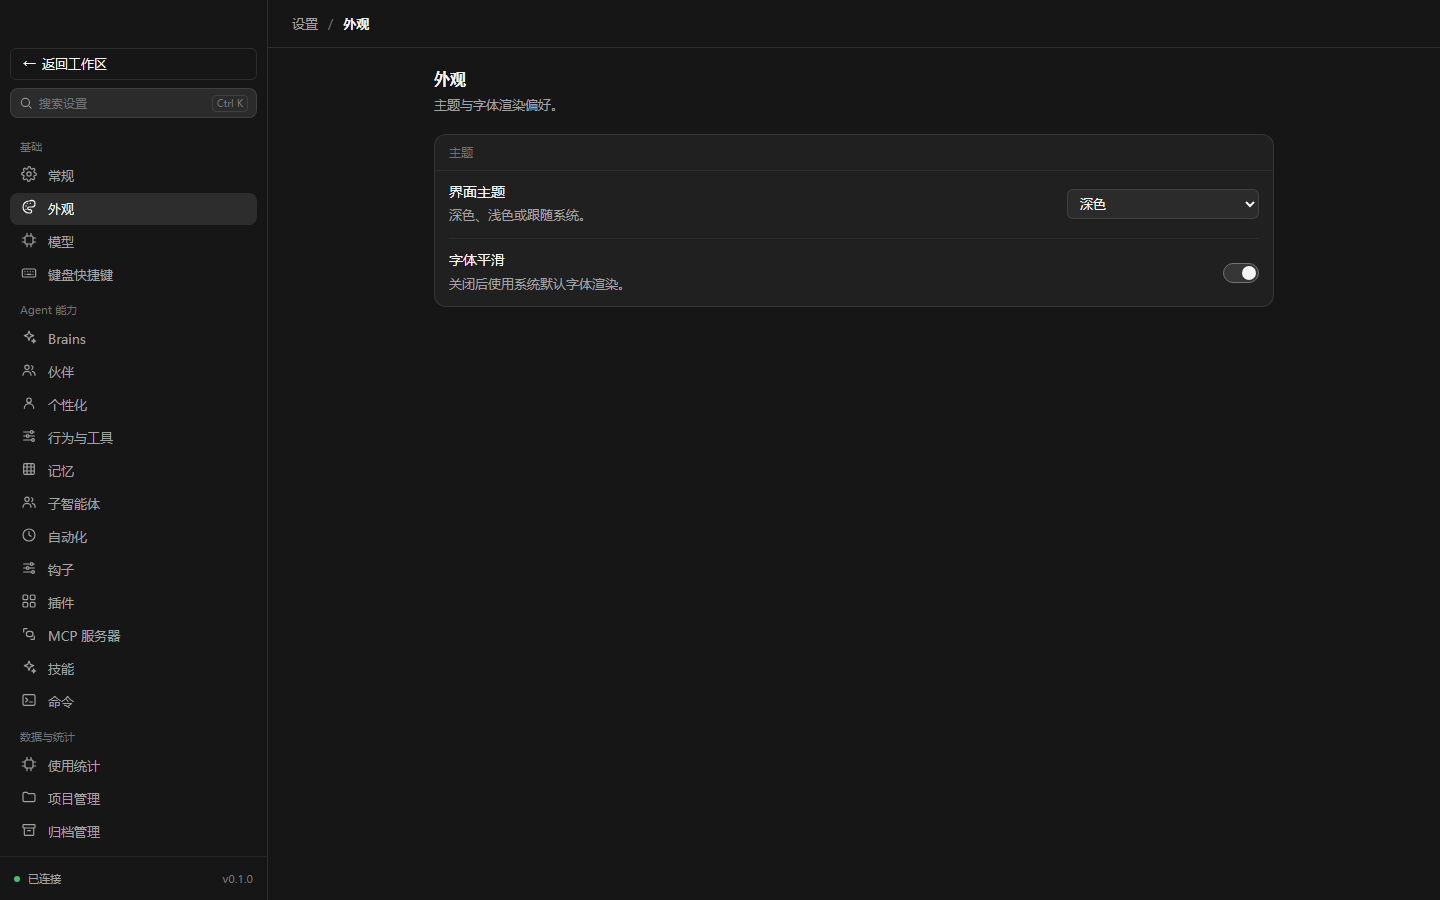 设置 / 外观
← 返回工作区
搜索设置 Ctrl K
基础
常规
外观
模型
键盘快捷键
Agent 能力
Brains
伙伴
个性化
行为与工具
记忆
子智能体
自动化
钩子
插件
MCP 服务器
技能
命令
数据与统计
使用统计
项目管理
归档管理
已连接 v0.1.0
外观
主题与字体渲染偏好。
主题
界面主题
深色、浅色或跟随系统。
深色
字体平滑
关闭后使用系统默认字体渲染。